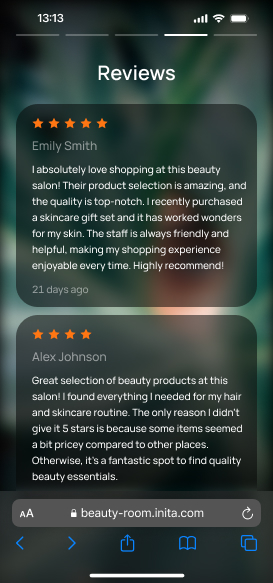 13:13
Reviews
Emily Smith
I absolutely love shopping at this beauty
salon! Their product selection is amazing, and
the quality is top-notch. I recently purchased
a skincare gift set and it has worked wonders
for my skin. The staff is always friendly and
helpful, making my shopping experience
enjoyable every time. Highly recommend!
21 days ago
Alex Johnson
Great selection of beauty products at this
salon! I found everything I needed for my hair
and skincare routine. The only reason I didn't
give it 5 stars is because some items seemed
a bit pricey compared to other places.
Otherwise, it's a fantastic spot to find quality
beauty essentials.
AA beauty-room.inita.com